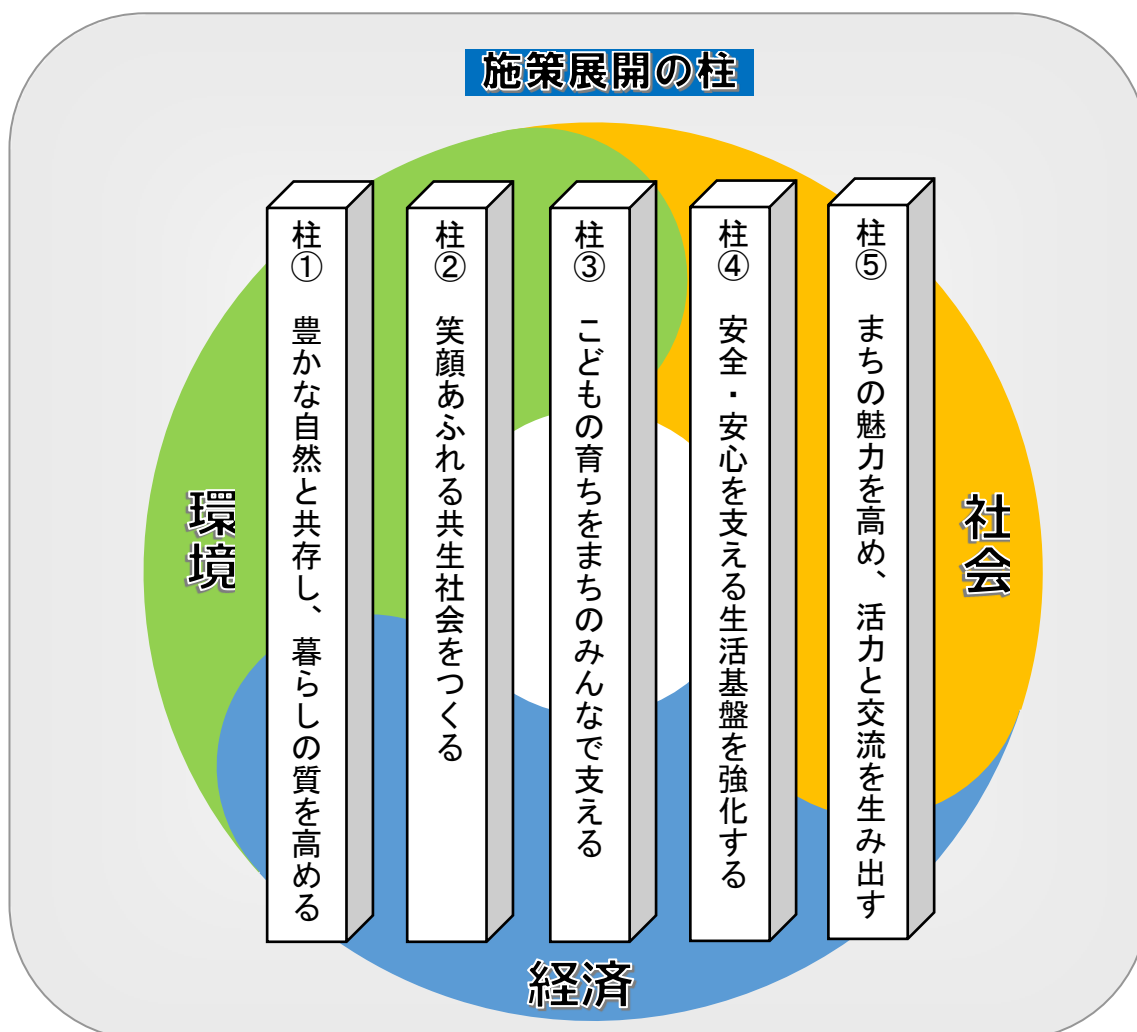 施策展開の柱
柱① 豊かな自然と共存し、暮らしの質を高める
柱② 笑顔あふれる共生社会をつくる
柱③ こどもの育ちをまちのみんなで支える
柱④ 安全・安心を支える生活基盤を強化する
柱⑤ まちの魅力を高め、活力と交流を生み出す
環境
社会
経済